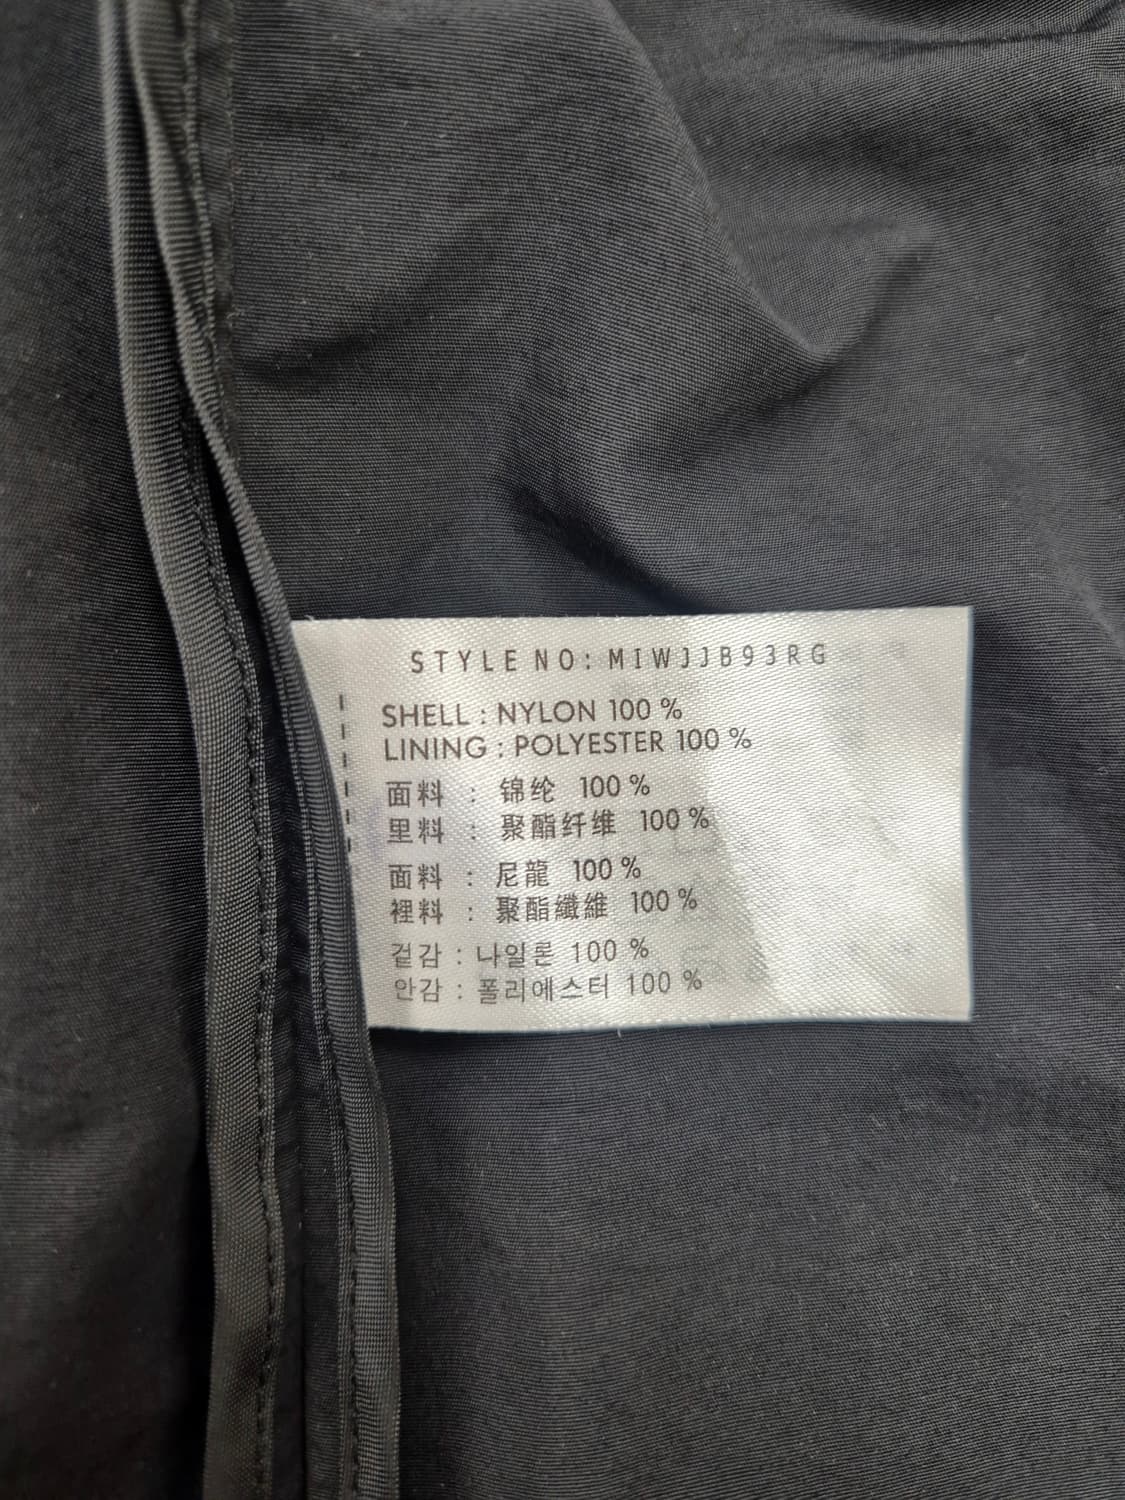 STYLE NO: MIWJJB93RG
SHELL : NYLON 100 %
LINING : POLYESTER 100 %
面料 : 锦纶 100 %
里料 : 聚酯纤维 100 %
面料 : 尼龍 100 %
裡料 : 聚酯纖維 100 %
겉감 : 나일론 100 %
안감 : 폴리에스터 100 %